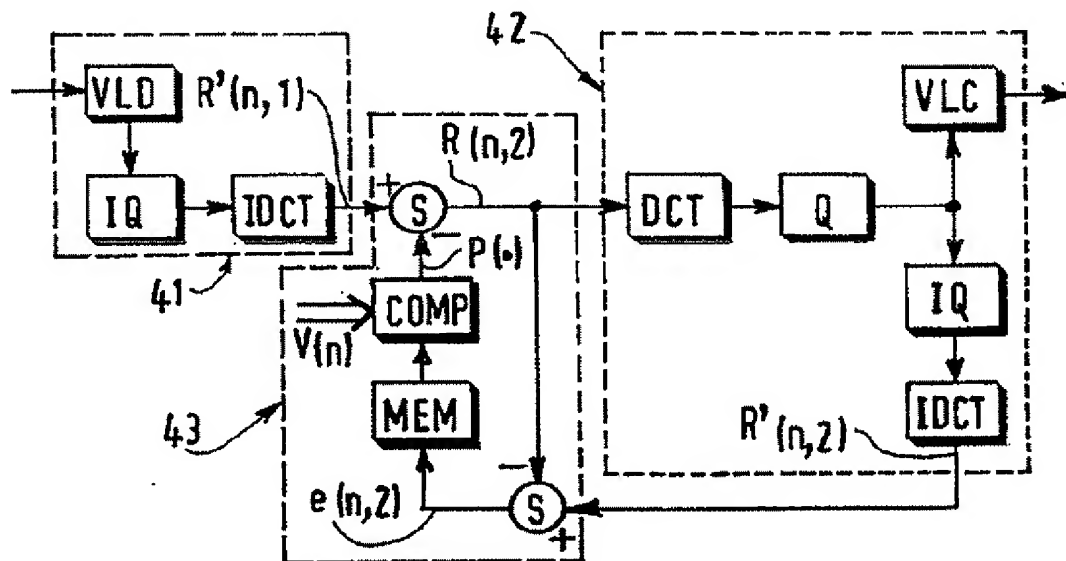 42
VLD
R'(n,1)
VLC
R(n,2)
+
IQ
IDCT
S
DCT
Q
−
P(.)
41
COMP
IQ
V(n)
MEM
IDCT
43
R'(n,2)
−
e(n,2)
S
+